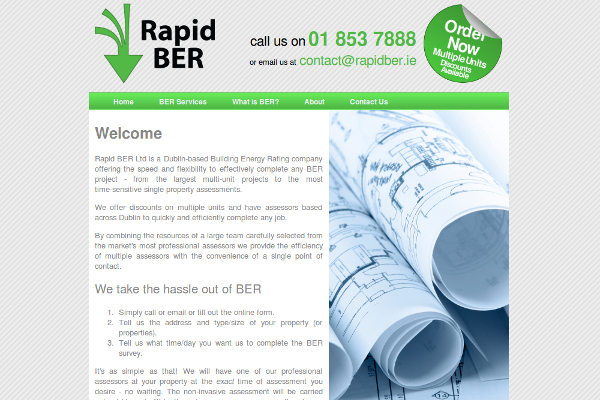 Rapid
BER
call us on 01 853 7888
or email us at contact@rapidber.ie
Order
Now
Multiple Units
Discounts
Available
Home BER Services What is BER? About Contact Us
Welcome
Rapid BER Ltd is a Dublin-based Building Energy Rating company
offering the speed and flexibility to effectively complete any BER
project - from the largest multi-unit projects to the most
time-sensitive single property assessments.
We offer discounts on multiple units and have assessors based
across Dublin to quickly and efficiently complete any job.
By combining the resources of a large team carefully selected from
the market's most professional assessors we provide the efficiency
of multiple assessors with the convenience of a single point of
contact.
We take the hassle out of BER
1. Simply call or email or fill out the online form.
2. Tell us the address and type/size of your property (or
properties).
3. Tell us what time/day you want us to complete the BER
survey.
It's as simple as that! We will have one of our professional
assessors at your property at the exact time of assessment you
desire - no waiting. The non-invasive assessment will be carried